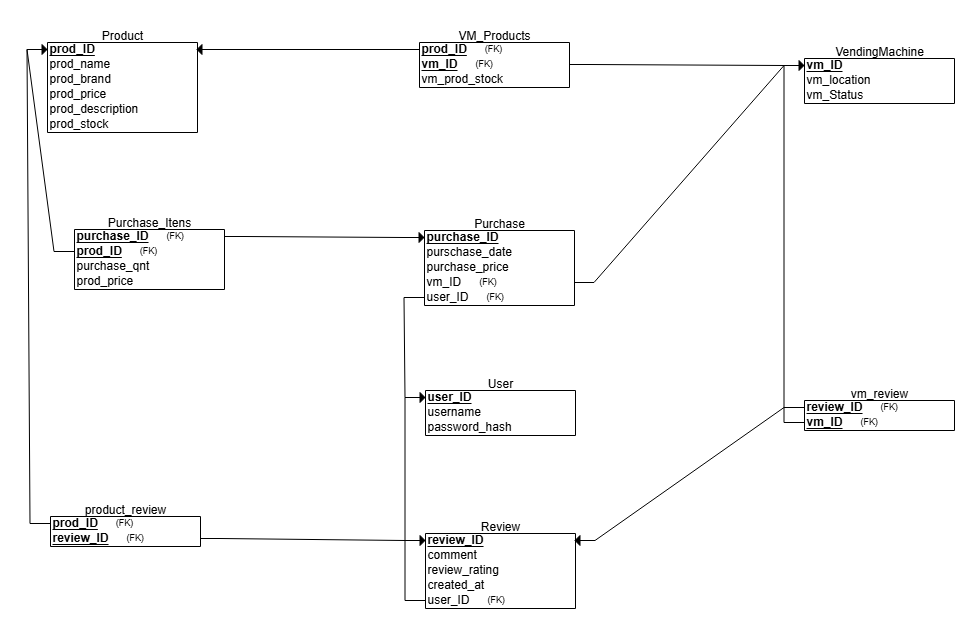 Product
prod_ID
prod_name
prod_brand
prod_price
prod_description
prod_stock
VM_Products
prod_ID (FK)
vm_ID (FK)
vm_prod_stock
VendingMachine
vm_ID
vm_location
vm_Status
Purchase_Itens
purchase_ID (FK)
prod_ID (FK)
purchase_qnt
prod_price
Purchase
purchase_ID
purschase_date
purchase_price
vm_ID (FK)
user_ID (FK)
User
user_ID
username
password_hash
vm_review
review_ID (FK)
vm_ID (FK)
product_review
prod_ID (FK)
review_ID (FK)
Review
review_ID
comment
review_rating
created_at
user_ID (FK)